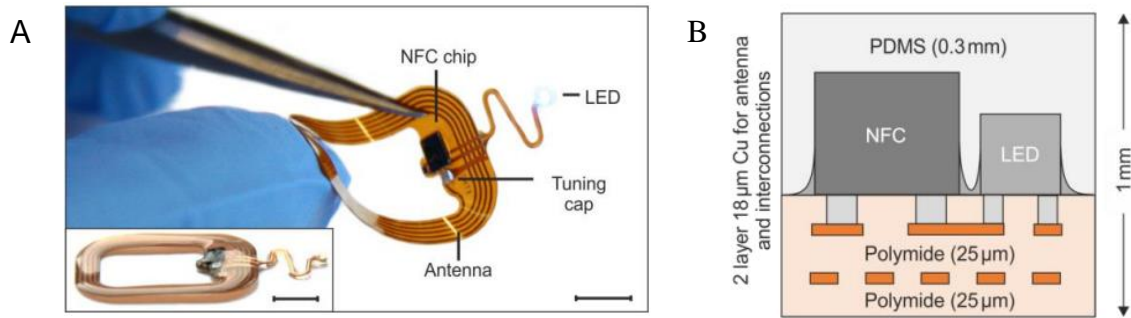 A
NFC chip
LED
Tuning
cap
Antenna
B
2 layer 18 µm Cu for antenna
and interconnections
PDMS (0.3 mm)
NFC
LED
Polymide (25 µm)
Polymide (25 µm)
1 mm